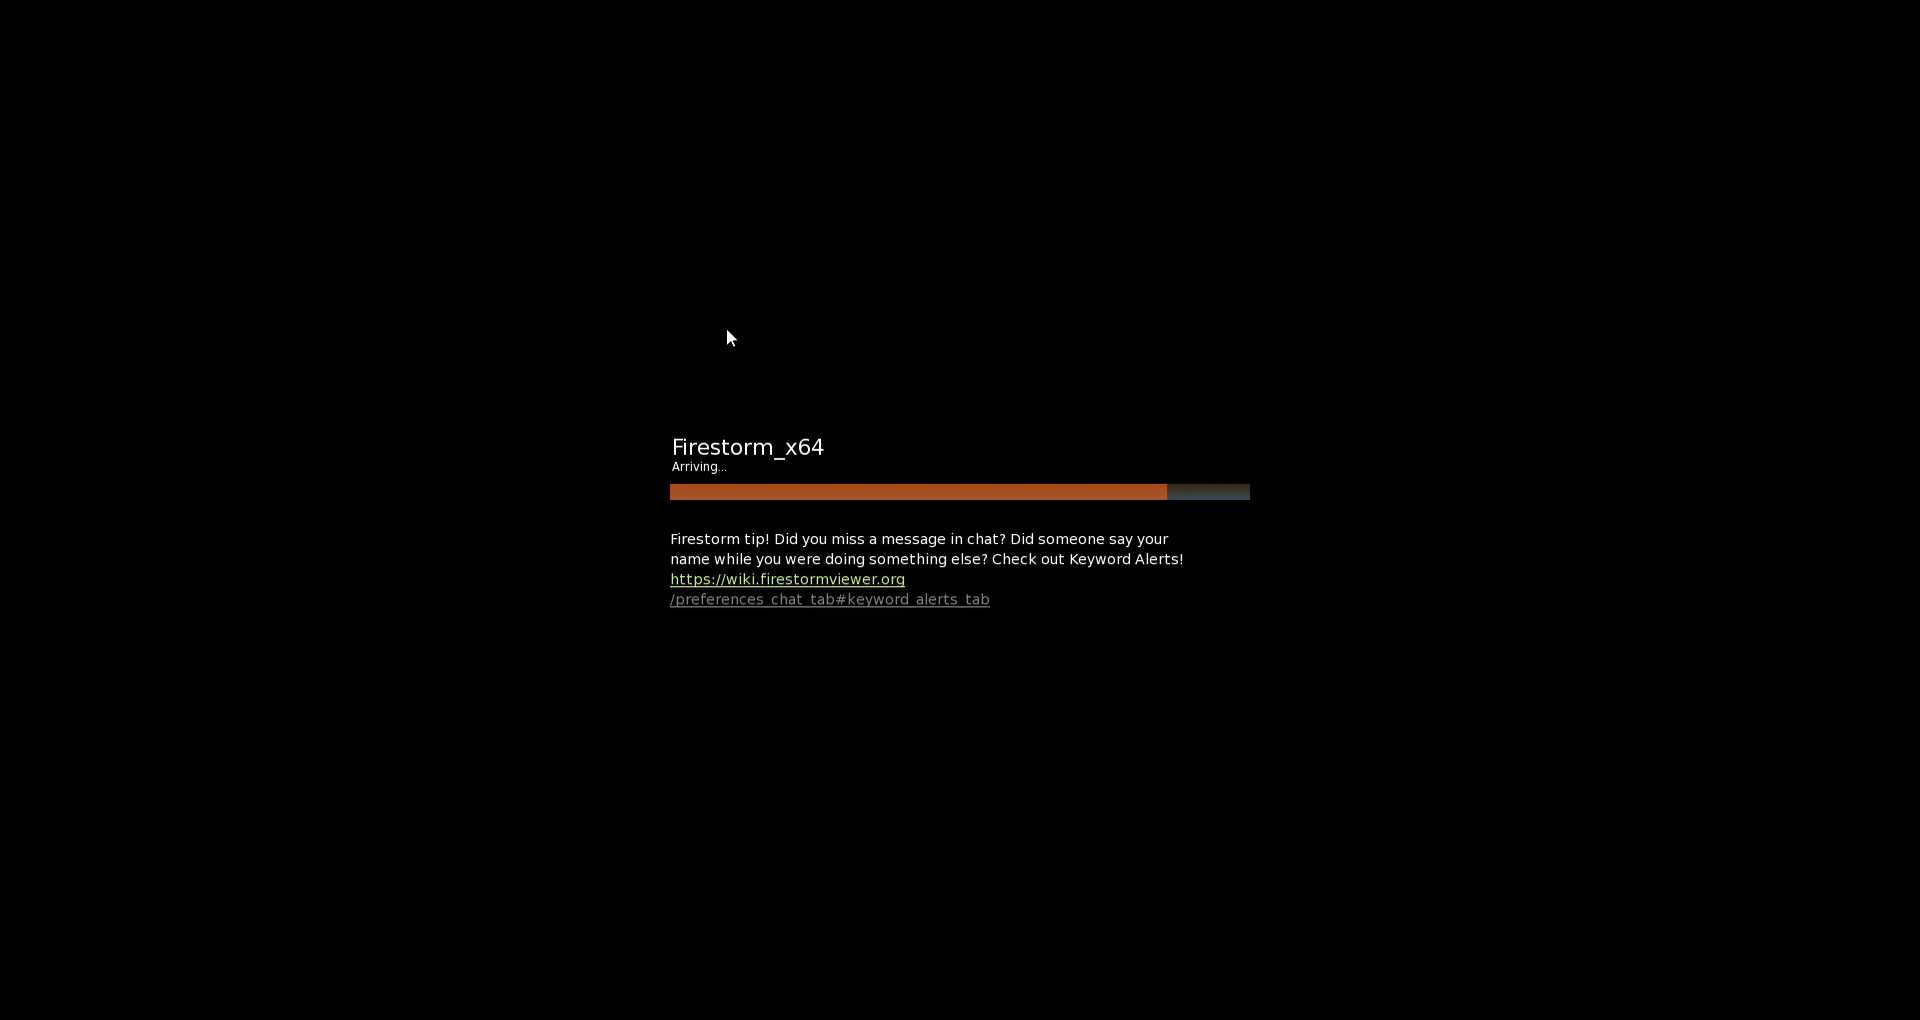 Firestorm_x64
Arriving...
Firestorm tip! Did you miss a message in chat? Did someone say your
name while you were doing something else? Check out Keyword Alerts!
https://wiki.firestormviewer.org
/preferences_chat_tab#keyword_alerts_tab